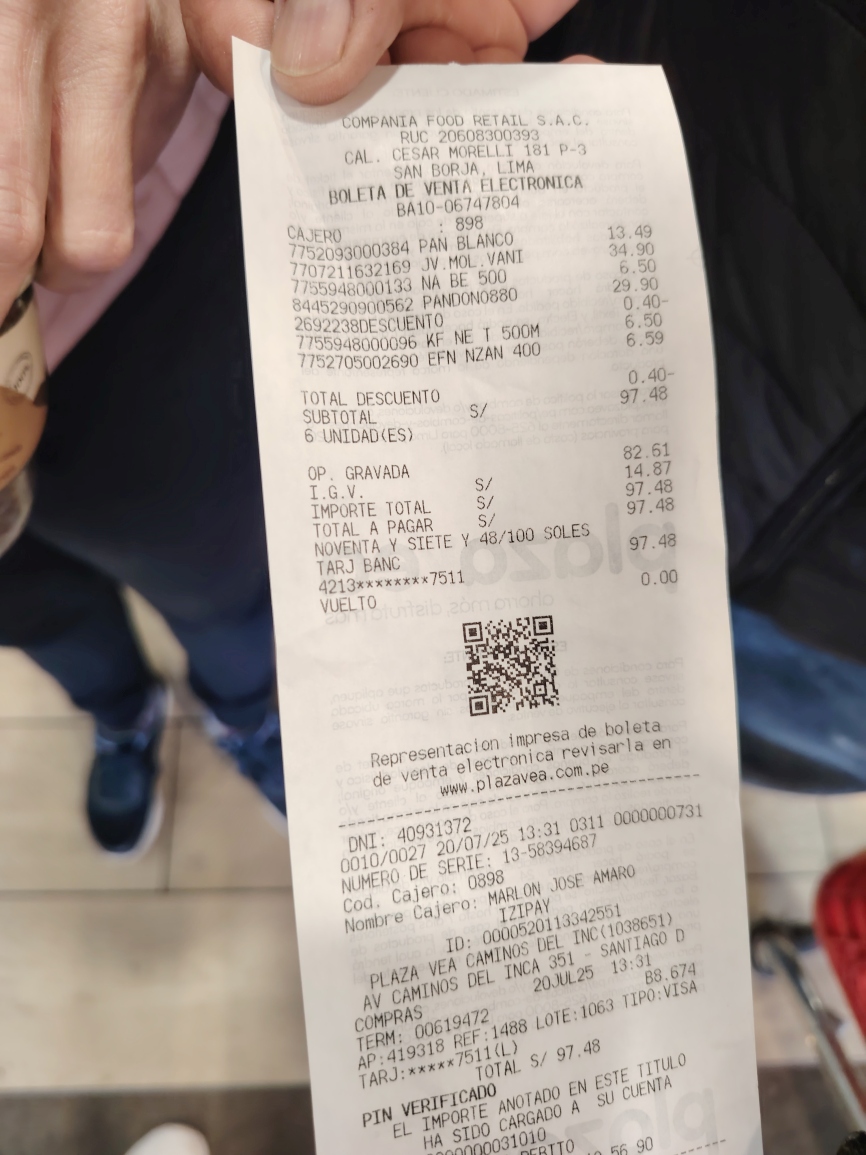 COMPANIA FOOD RETAIL S.A.C.
RUC 20608300393
CAL. CESAR MORELLI 181 P-3
SAN BORJA, LIMA
BOLETA DE VENTA ELECTRONICA
BA10-06747804
CAJERO : 898
7752093000384 PAN BLANCO 13.49
7707211632169 JV.MOL.VANI 34.90
7755948000133 NA BE 500 6.50
8445290900562 PANDON0880 29.90
2692238DESCUENTO 0.40-
7755948000096 KF NE T 500M 6.50
7752705002690 EFN NZAN 400 6.59
TOTAL DESCUENTO 0.40-
SUBTOTAL S/ 97.48
6 UNIDAD(ES)
OP. GRAVADA 82.61
I.G.V. S/ 14.87
IMPORTE TOTAL S/ 97.48
TOTAL A PAGAR S/ 97.48
NOVENTA Y SIETE Y 48/100 SOLES
TARJ BANC 97.48
4213********7511
VUELTO 0.00
Representacion impresa de boleta
de venta electronica revisarla en
www.plazavea.com.pe
DNI: 40931372
0010/0027 20/07/25 13:31 0311 0000000731
NUMERO DE SERIE: 13-58394687
Cod. Cajero: 0898
Nombre Cajero: MARLON JOSE AMARO
IZIPAY
ID: 0000520113342551
PLAZA VEA CAMINOS DEL INC(1038651)
AV CAMINOS DEL INCA 351 - SANTIAGO D
COMPRAS 20JUL25 13:31
TERM: 00619472 B8.674
AP:419318 REF:1488 LOTE:1063 TIPO:VISA
TARJ:*****7511(L)
TOTAL S/ 97.48
PIN VERIFICADO
EL IMPORTE ANOTADO EN ESTE TITULO
HA SIDO CARGADO A SU CUENTA
DEBITO
56 90